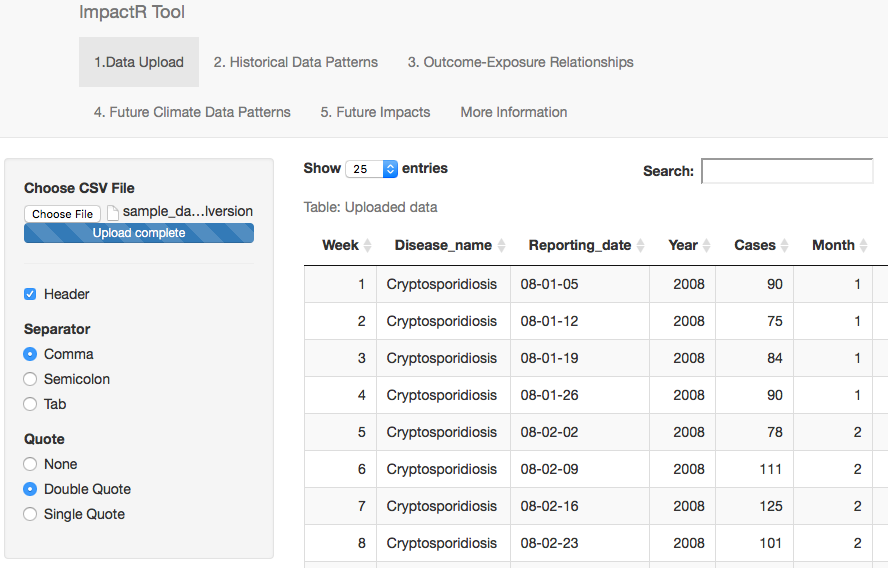 ImpactR Tool
1.Data Upload 2. Historical Data Patterns 3. Outcome-Exposure Relationships
4. Future Climate Data Patterns 5. Future Impacts More Information
Choose CSV File
Choose File sample_da...lversion
Upload complete
Header
Separator
Comma
Semicolon
Tab
Quote
None
Double Quote
Single Quote
Show 25 entries Search:
Table: Uploaded data
Week Disease_name Reporting_date Year Cases Month
1 Cryptosporidiosis 08-01-05 2008 90 1
2 Cryptosporidiosis 08-01-12 2008 75 1
3 Cryptosporidiosis 08-01-19 2008 84 1
4 Cryptosporidiosis 08-01-26 2008 90 1
5 Cryptosporidiosis 08-02-02 2008 78 2
6 Cryptosporidiosis 08-02-09 2008 111 2
7 Cryptosporidiosis 08-02-16 2008 125 2
8 Cryptosporidiosis 08-02-23 2008 101 2